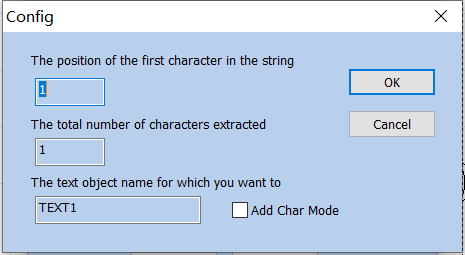 Config
The position of the first character in the string
1
OK
The total number of characters extracted
Cancel
1
The text object name for which you want to
TEXT1
Add Char Mode